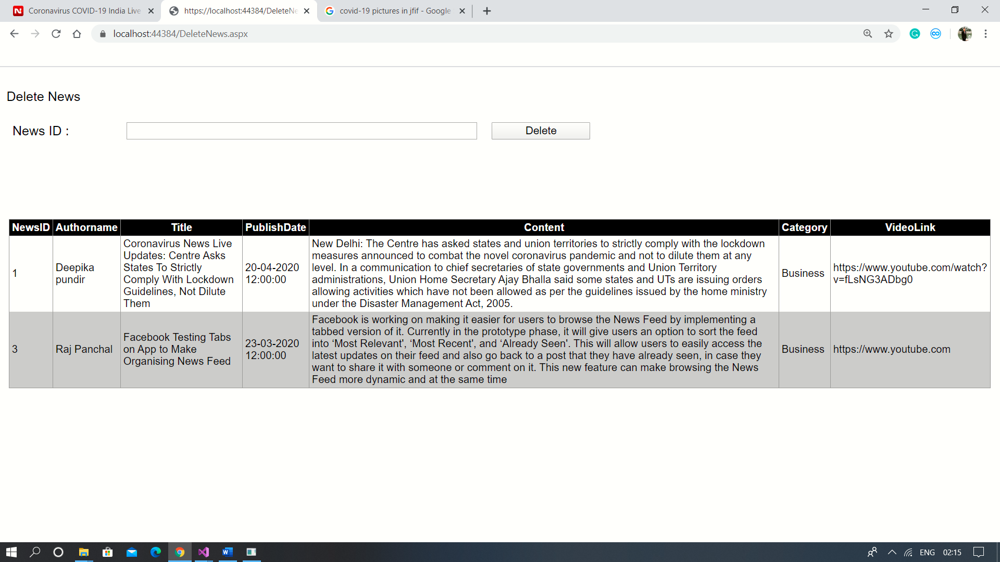 Coronavirus COVID-19 India Live
https://localhost:44384/DeleteNe
covid-19 pictures in jfif - Google
localhost:44384/DeleteNews.aspx
Delete News
News ID :
Delete
NewsID Authorname Title PublishDate Content Category VideoLink
1
Deepika
pundir
Coronavirus News Live
Updates: Centre Asks
States To Strictly
Comply With Lockdown
Guidelines, Not Dilute
Them
20-04-2020
12:00:00
New Delhi: The Centre has asked states and union territories to strictly comply with the lockdown
measures announced to combat the novel coronavirus pandemic and not to dilute them at any
level. In a communication to chief secretaries of state governments and Union Territory
administrations, Union Home Secretary Ajay Bhalla said some states and UTs are issuing orders
allowing activities which have not been allowed as per the guidelines issued by the home ministry
under the Disaster Management Act, 2005.
Business
https://www.youtube.com/watch?
v=fLsNG3ADbg0
3
Raj Panchal
Facebook Testing Tabs
on App to Make
Organising News Feed
23-03-2020
12:00:00
Facebook is working on making it easier for users to browse the News Feed by implementing a
tabbed version of it. Currently in the prototype phase, it will give users an option to sort the feed
into ‘Most Relevant', ‘Most Recent', and ‘Already Seen'. This will allow users to easily access the
latest updates on their feed and also go back to a post that they have already seen, in case they
want to share it with someone or comment on it. This new feature can make browsing the News
Feed more dynamic and at the same time
Business
https://www.youtube.com
ENG 02:15